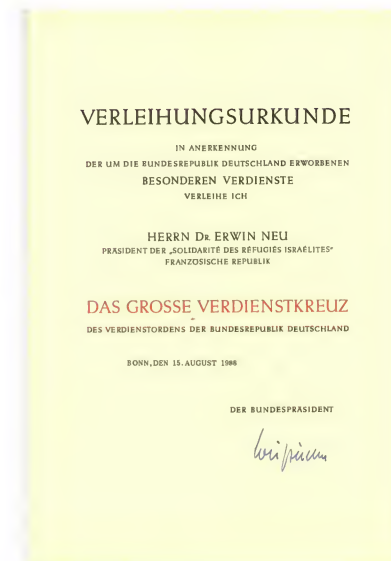 VERLEIHUNGSURKUNDE
IN ANERKENNUNG
DER UM DIE BUNDESREPUBLIK DEUTSCHLAND ERWORBENEN
BESONDEREN VERDIENSTE
VERLEIHE ICH
HERRN DR. ERWIN NEU
PRÄSIDENT DER „SOLIDARITÉ DES RÉFUGIÉS ISRAÉLITES“
FRANZÖSISCHE REPUBLIK
DAS GROSSE VERDIENSTKREUZ
DES VERDIENSTORDENS DER BUNDESREPUBLIK DEUTSCHLAND
BONN, DEN 15. AUGUST 1986
DER BUNDESPRÄSIDENT